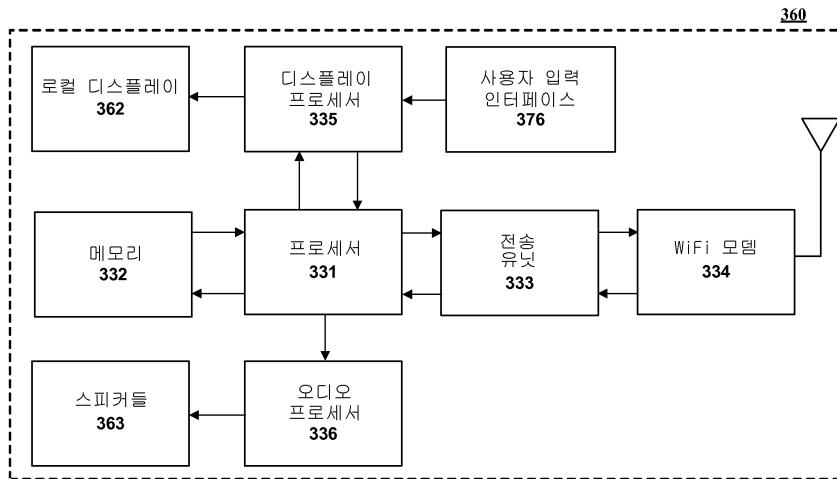 360
로컬 디스플레이
362
디스플레이
프로세서
335
사용자 입력
인터페이스
376
메모리
332
프로세서
331
전송
유닛
333
WiFi 모뎀
334
스피커들
363
오디오
프로세서
336